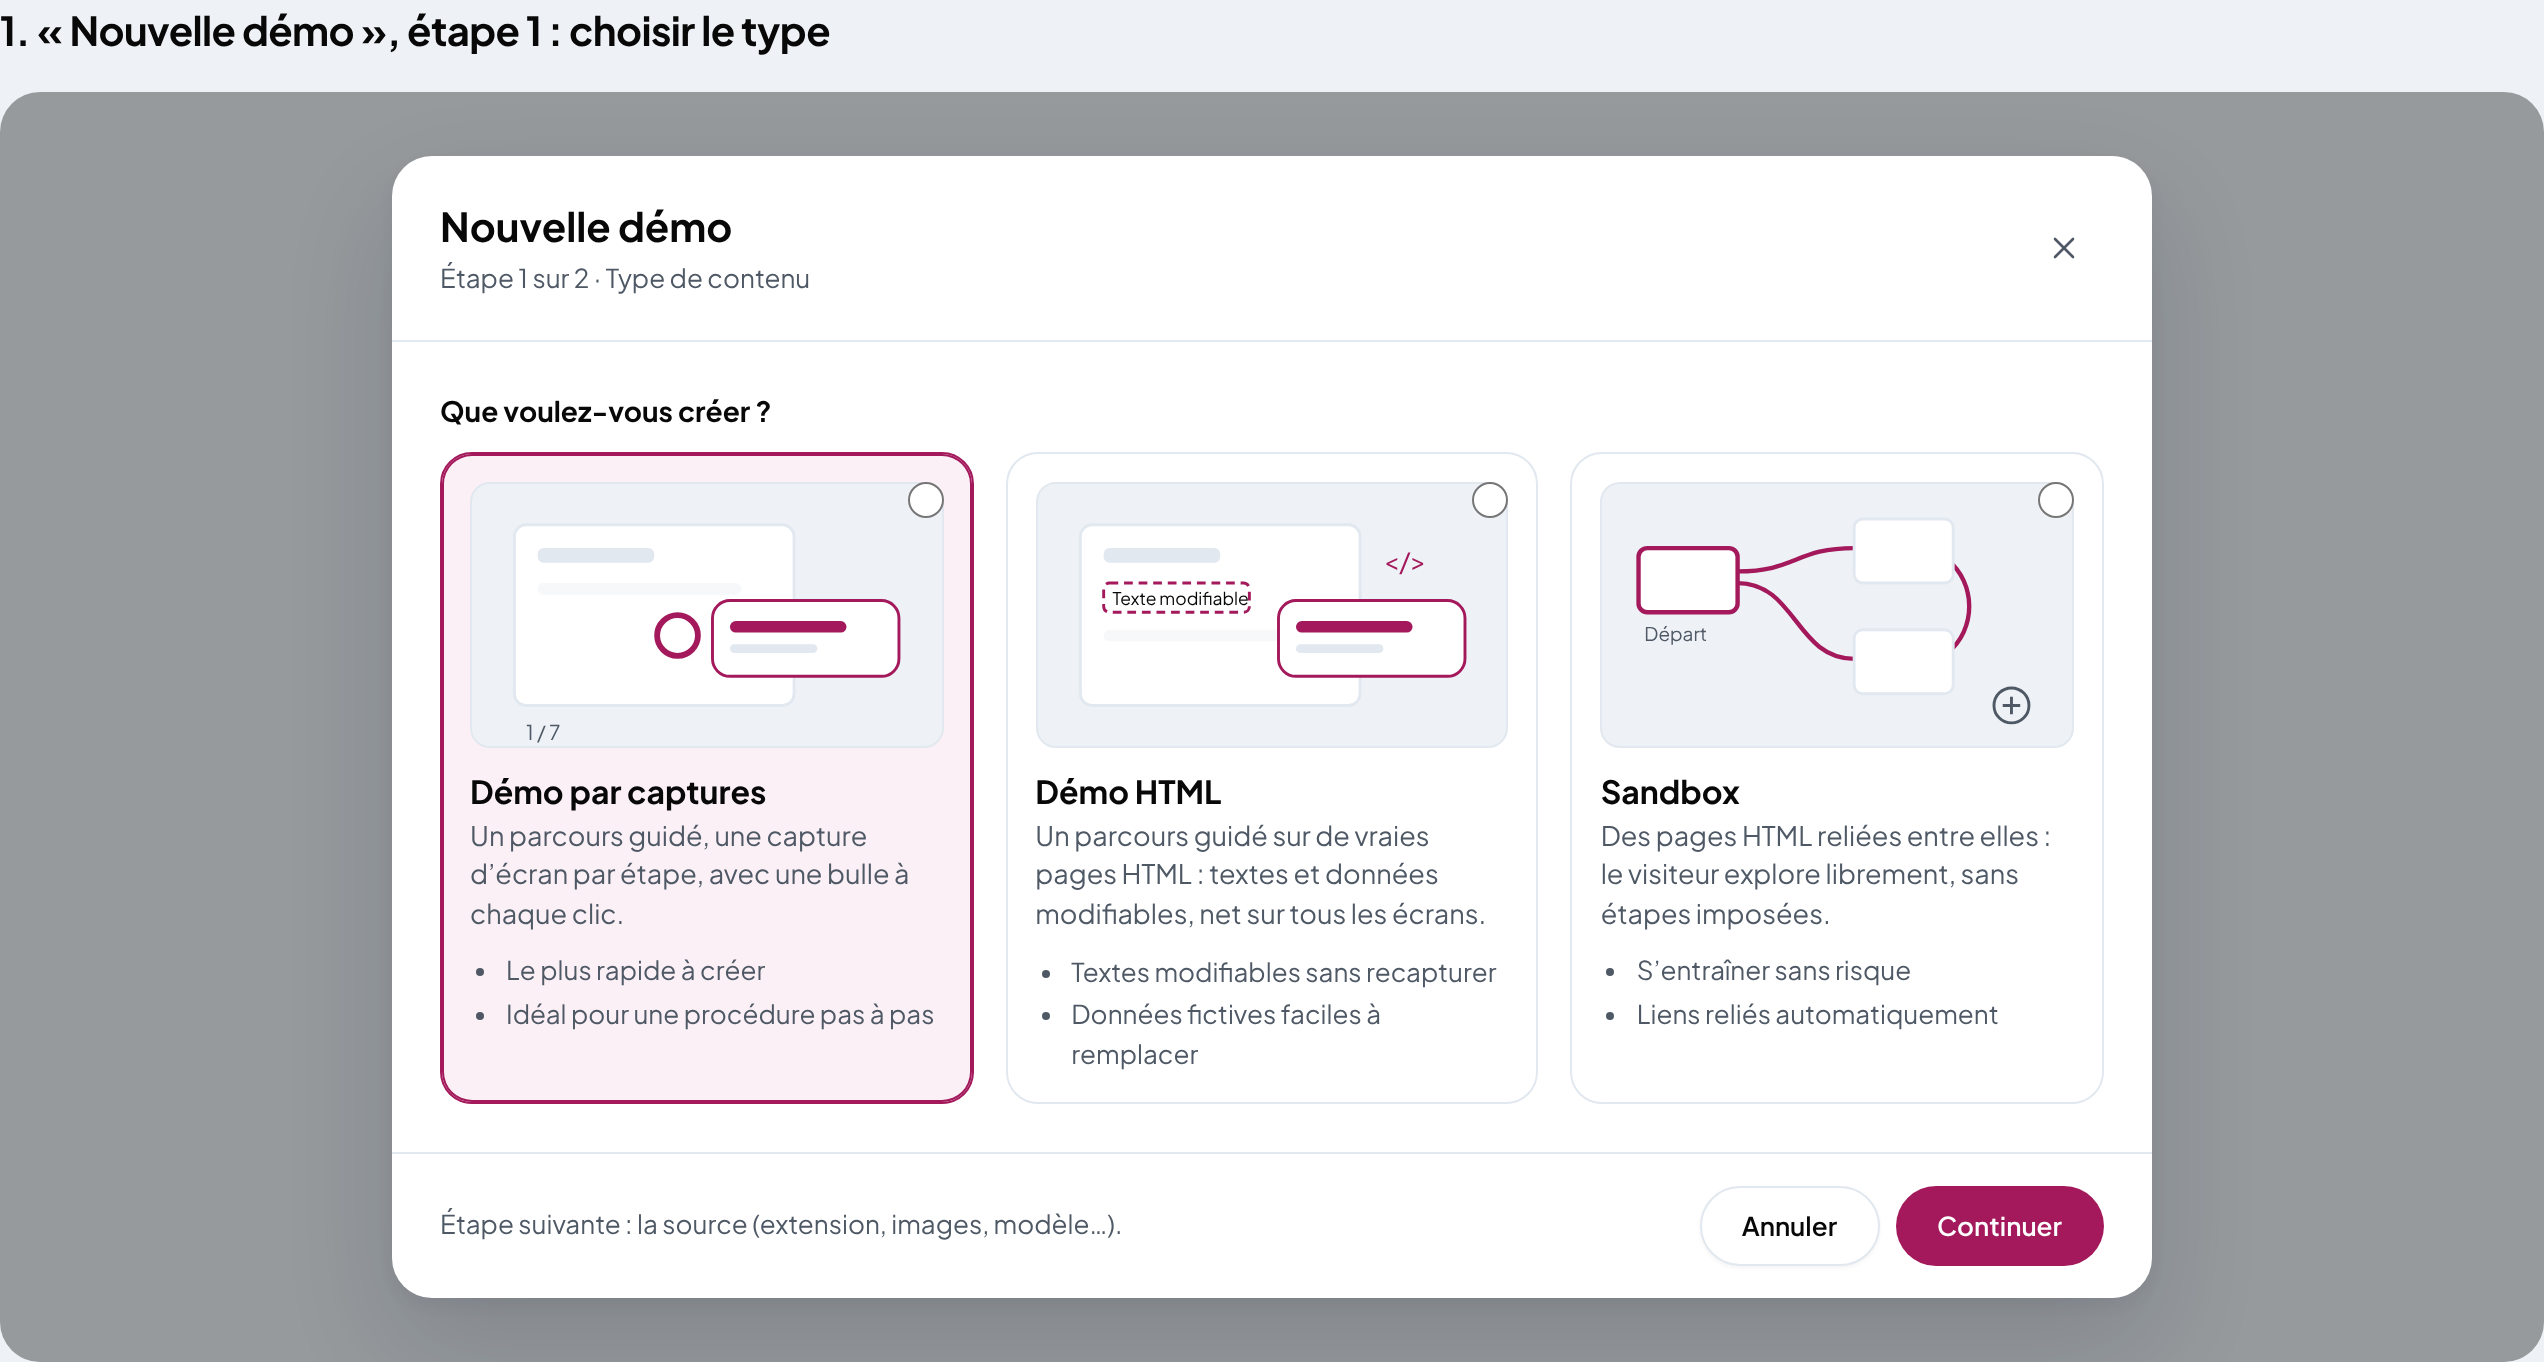 1. « Nouvelle démo », étape 1 : choisir le type
Nouvelle démo
Étape 1 sur 2 · Type de contenu
Que voulez-vous créer ?
1 / 7
Démo par captures
Un parcours guidé, une capture
d’écran par étape, avec une bulle à
chaque clic.
• Le plus rapide à créer
• Idéal pour une procédure pas à pas
</>
Texte modifiable
Démo HTML
Un parcours guidé sur de vraies
pages HTML : textes et données
modifiables, net sur tous les écrans.
• Textes modifiables sans recapturer
• Données fictives faciles à
remplacer
Départ
Sandbox
Des pages HTML reliées entre elles :
le visiteur explore librement, sans
étapes imposées.
• S’entraîner sans risque
• Liens reliés automatiquement
Étape suivante : la source (extension, images, modèle…).
Annuler
Continuer